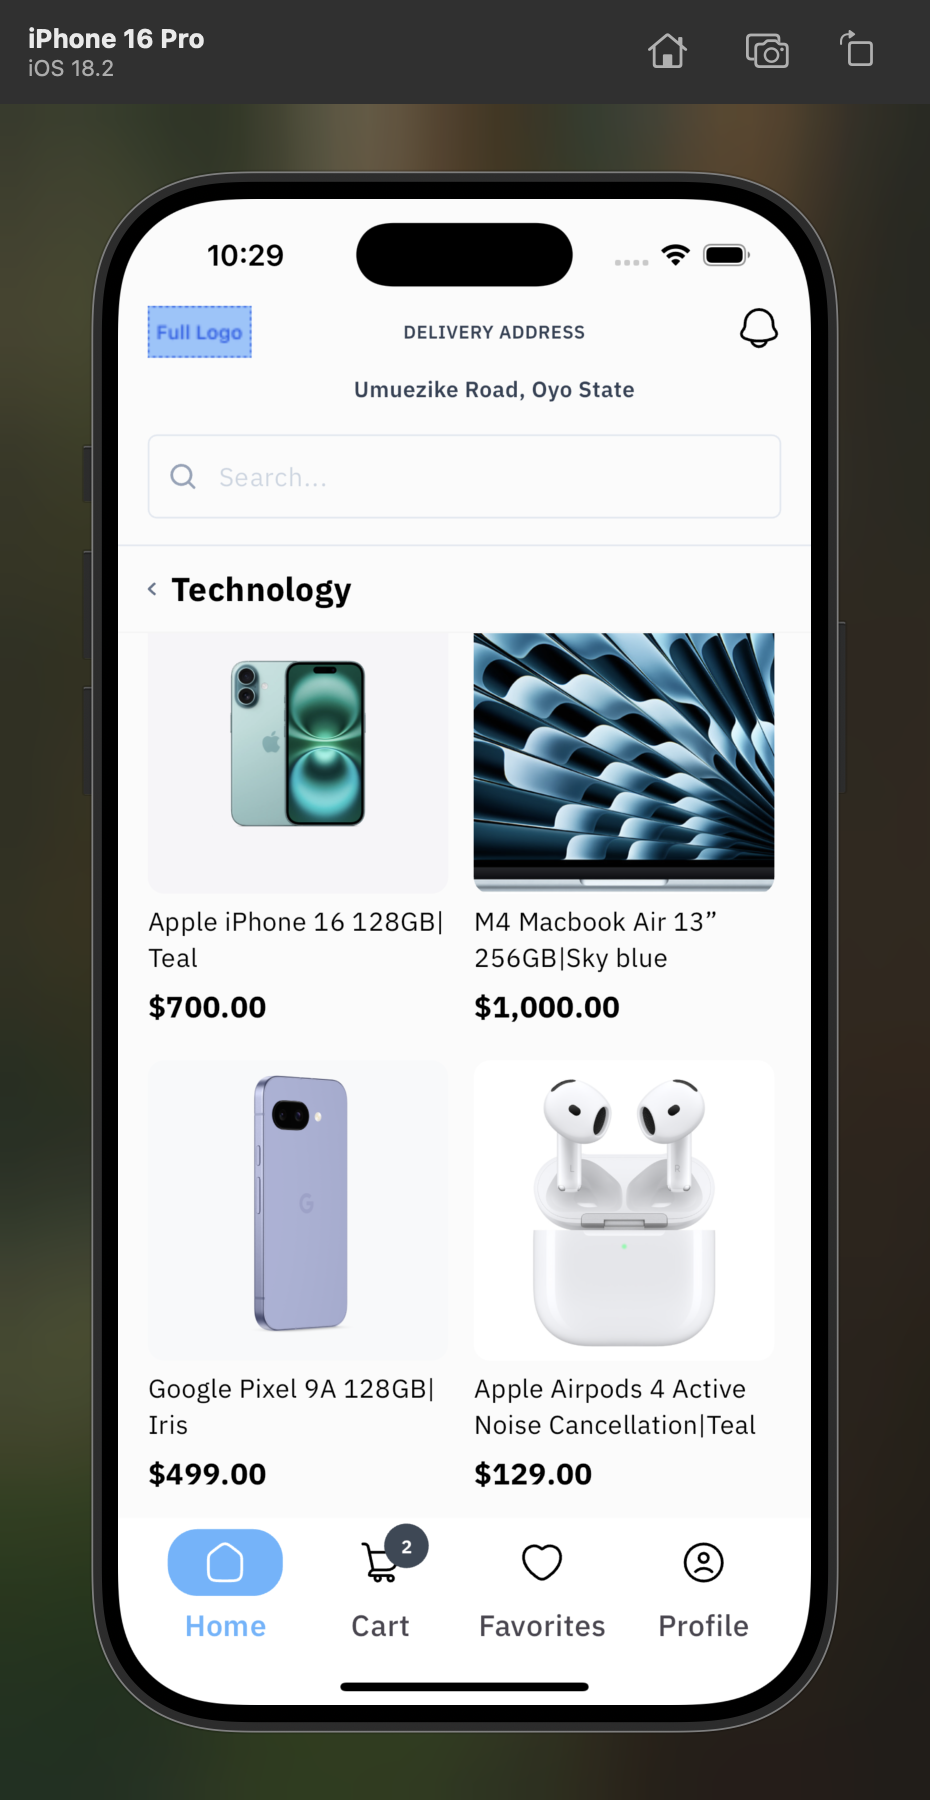 iPhone 16 Pro
iOS 18.2
10:29
Full Logo
DELIVERY ADDRESS
Umuezike Road, Oyo State
Search...
Technology
Apple iPhone 16 128GB|
Teal
$700.00
M4 Macbook Air 13”
256GB|Sky blue
$1,000.00
Google Pixel 9A 128GB|
Iris
$499.00
Apple Airpods 4 Active
Noise Cancellation|Teal
$129.00
2
Home
Cart
Favorites
Profile